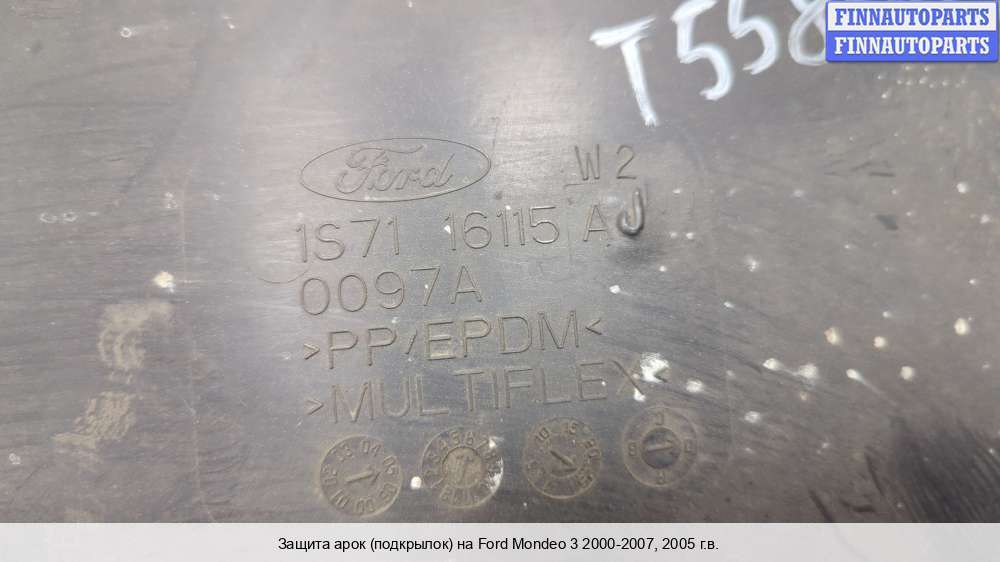 FINNAUTOPARTS
FINNAUTOPARTS
T558
Ford
W2
1S71 16115 AJ
0097A
>PP/EPDM<
>MULTIFLEX<
Защита арок (подкрылок) на Ford Mondeo 3 2000-2007, 2005 г.в.